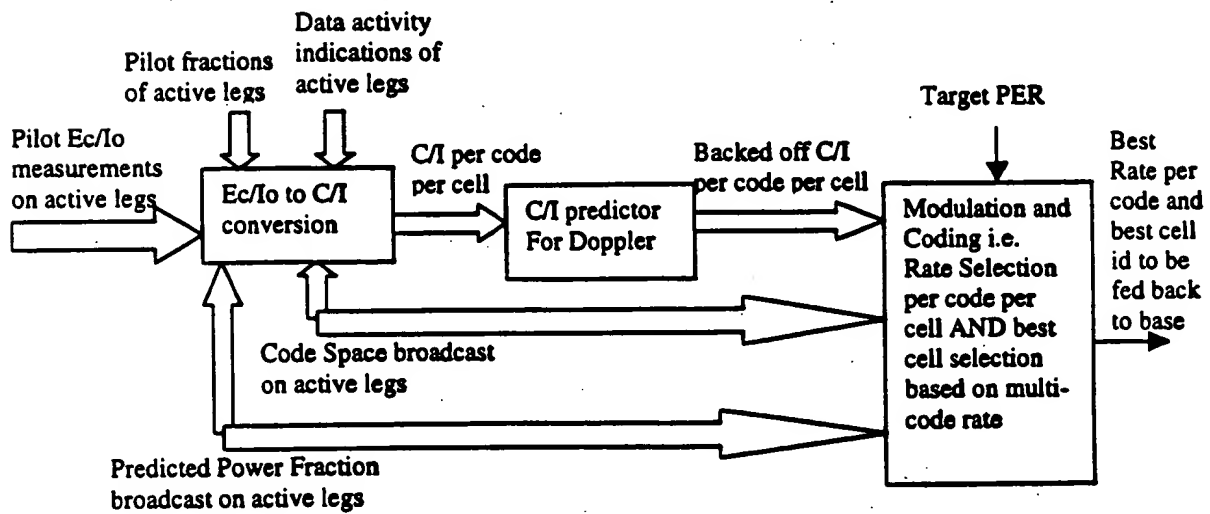 Data activity
indications of
active legs
Pilot fractions
of active legs
Target PER
Pilot Ec/Io
measurements
on active legs
Ec/Io to C/I
conversion
C/I per code
per cell
C/I predictor
For Doppler
Backed off C/I
per code per cell
Modulation and
Coding i.e.
Rate Selection
per code per
cell AND best
cell selection
based on multi-
code rate
Best
Rate per
code and
best cell
id to be
fed back
to base
Code Space broadcast
on active legs
Predicted Power Fraction
broadcast on active legs